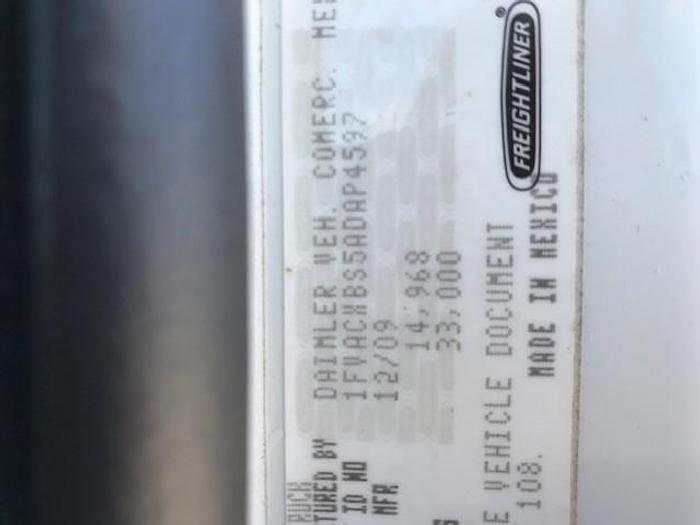 RUCK
TURED BY DAIMLER VEH. COMERC. ME
ID NO 1FVACXBS5ADAP4597
MFR 12/09
14,968
33,000
E VEHICLE DOCUMENT
108. MADE IN MEXICO
FREIGHTLINER